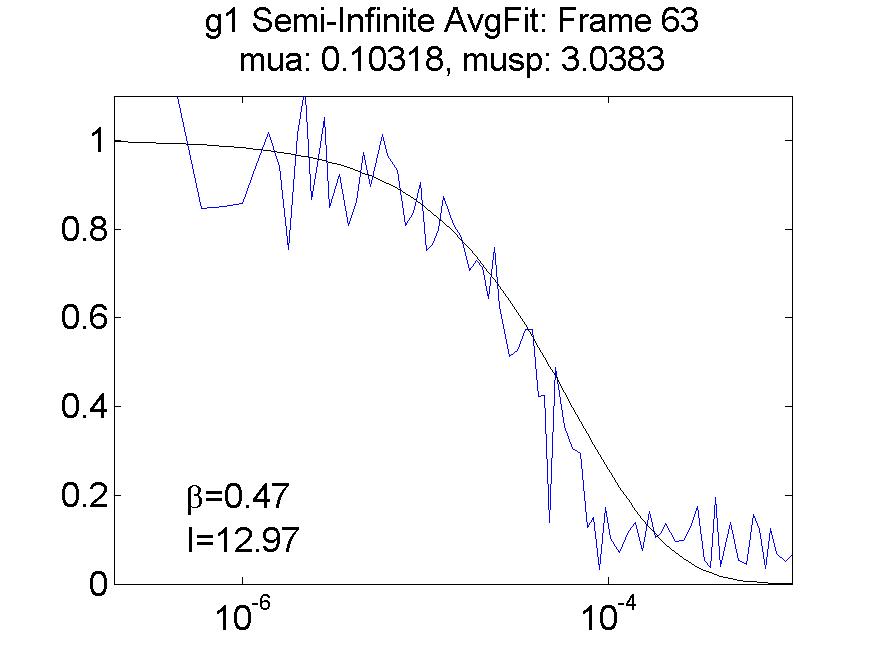 g1 Semi-Infinite AvgFit: Frame 63
mua: 0.10318, musp: 3.0383
1
0.8
0.6
0.4
0.2
0
β=0.47
I=12.97
10^-6
10^-4